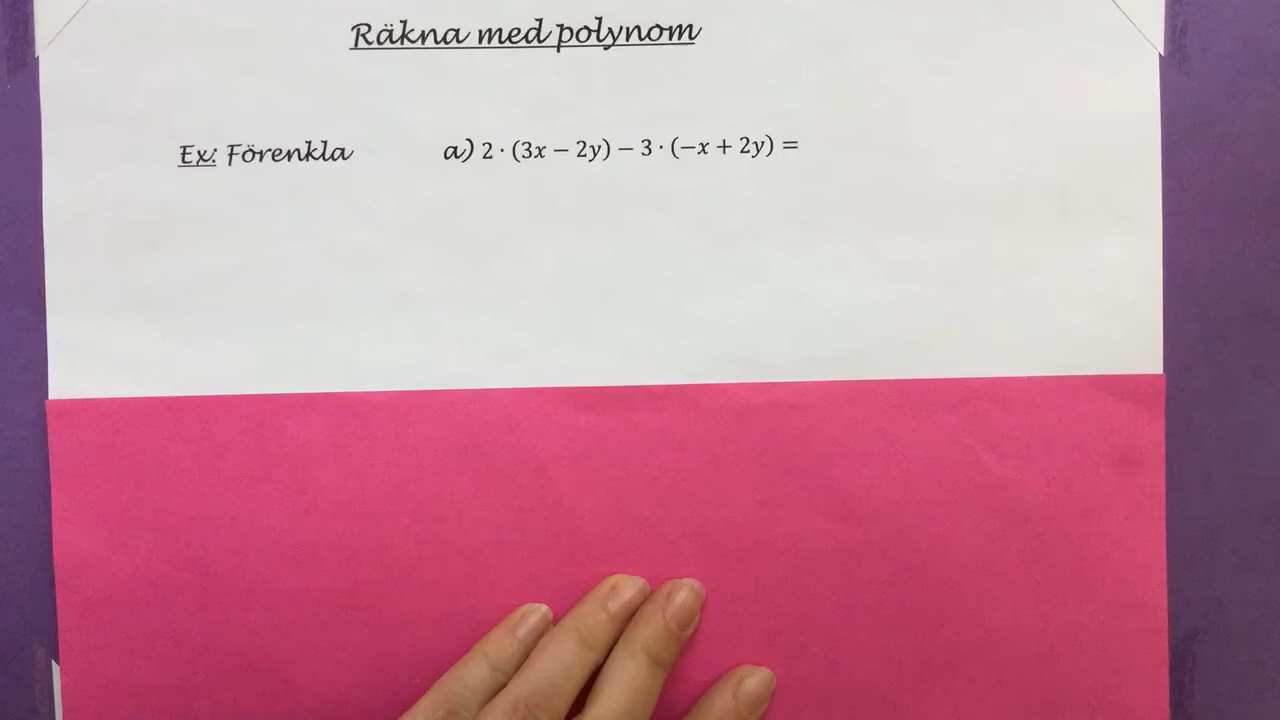 Räkna med polynom
Ex: Förenkla a) 2 · (3x − 2y) − 3 · (−x + 2y) =